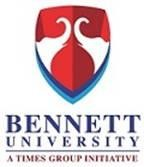 BENNETT
UNIVERSITY
A TIMES GROUP INITIATIVE